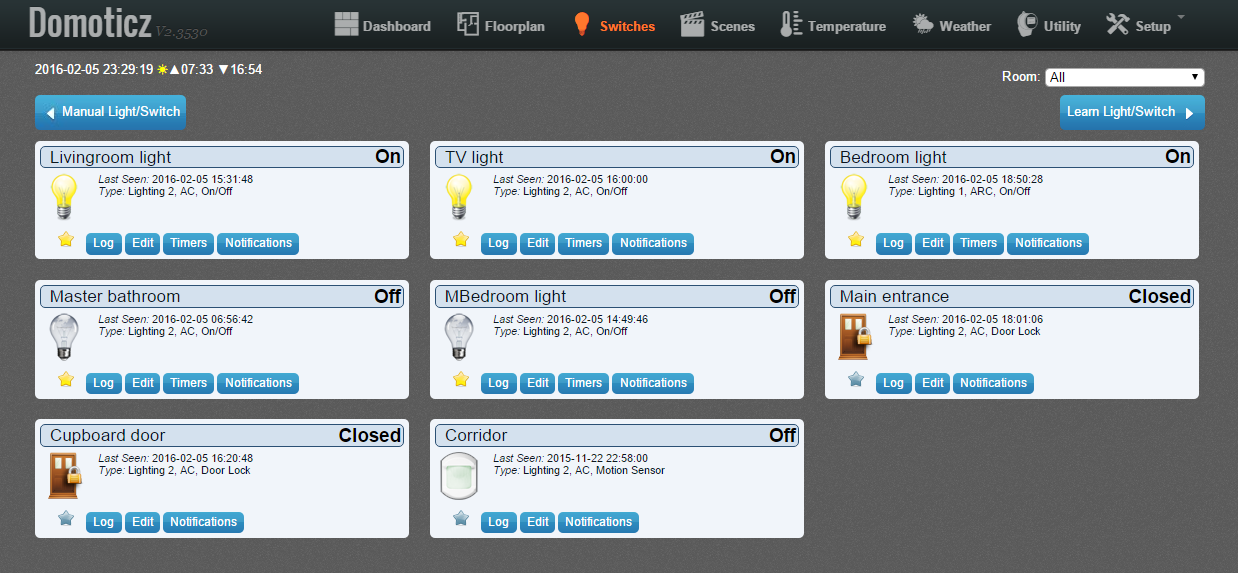 Domoticz V2.3530
Dashboard Floorplan Switches Scenes Temperature Weather Utility Setup
2016-02-05 23:29:19 ☀▲07:33 ▼16:54
Room: All
Manual Light/Switch
Learn Light/Switch
Livingroom light On
Last Seen: 2016-02-05 15:31:48
Type: Lighting 2, AC, On/Off
Log Edit Timers Notifications
TV light On
Last Seen: 2016-02-05 16:00:00
Type: Lighting 2, AC, On/Off
Log Edit Timers Notifications
Bedroom light On
Last Seen: 2016-02-05 18:50:28
Type: Lighting 1, ARC, On/Off
Log Edit Timers Notifications
Master bathroom Off
Last Seen: 2016-02-05 06:56:42
Type: Lighting 2, AC, On/Off
Log Edit Timers Notifications
MBedroom light Off
Last Seen: 2016-02-05 14:49:46
Type: Lighting 2, AC, On/Off
Log Edit Timers Notifications
Main entrance Closed
Last Seen: 2016-02-05 18:01:06
Type: Lighting 2, AC, Door Lock
Log Edit Notifications
Cupboard door Closed
Last Seen: 2016-02-05 16:20:48
Type: Lighting 2, AC, Door Lock
Log Edit Notifications
Corridor Off
Last Seen: 2015-11-22 22:58:00
Type: Lighting 2, AC, Motion Sensor
Log Edit Notifications